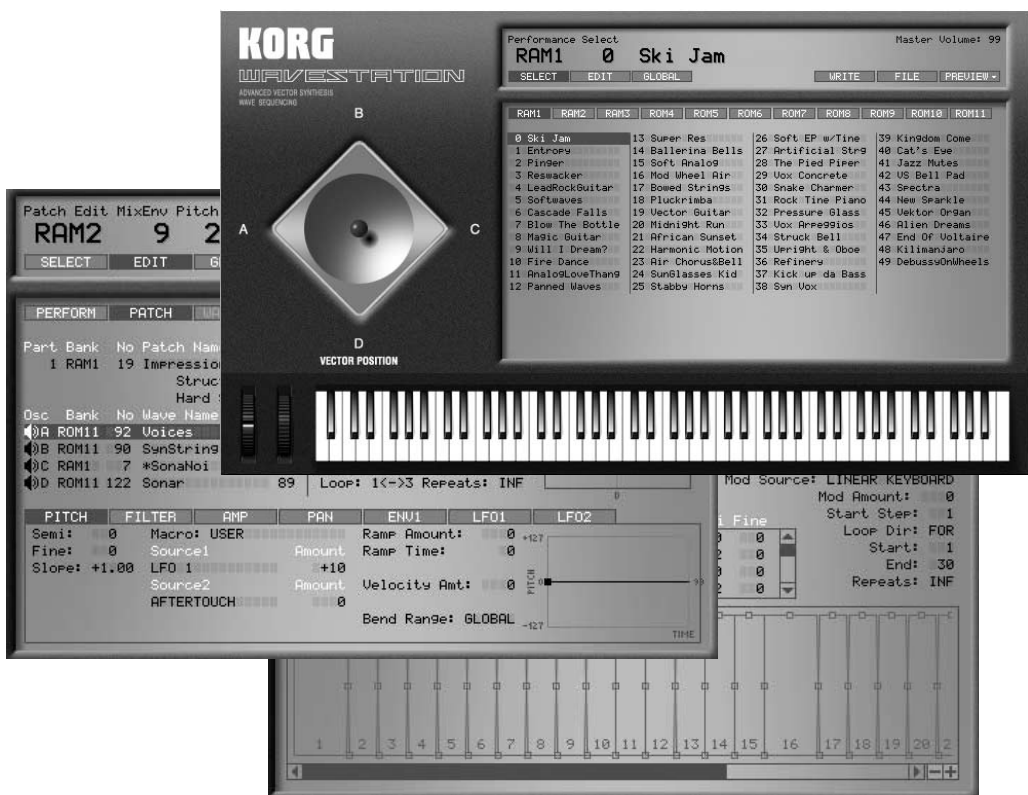 KORG
WAVESTATION
ADVANCED VECTOR SYNTHESIS
WAVE SEQUENCING
B
A
C
D
VECTOR POSITION
Performance Select
Master Volume: 99
RAM1 0 Ski Jam
SELECT EDIT GLOBAL WRITE FILE PREVIEW
RAM1 RAM2 RAM3 ROM4 ROM5 ROM6 ROM7 ROM8 ROM9 ROM10 ROM11
0 Ski Jam
1 Entropy
2 Pinger
3 Reswacker
4 LeadRockGuitar
5 Softwaves
6 Cascade Falls
7 Blow The Bottle
8 Magic Guitar
9 Will I Dream?
10 Fire Dance
11 AnalogLoveThang
12 Panned Waves
13 Super Res
14 Ballerina Bells
15 Soft Analog
16 Mod Wheel Air
17 Bowed Strings
18 Pluckrimba
19 Vector Guitar
20 Midnight Run
21 African Sunset
22 Harmonic Motion
23 Air Chorus&Bell
24 SunGlasses Kid
25 Stabby Horns
26 Soft EP w/Tine
27 Artificial Strg
28 The Pied Piper
29 Vox Concrete
30 Snake Charmer
31 Rock Tine Piano
32 Pressure Glass
33 Vox Arpeggios
34 Struck Bell
35 Upright & Oboe
36 Refinery
37 Kick up da Bass
38 Syn Vox
39 Kingdom Come
40 Cat's Eye
41 Jazz Mutes
42 VS Bell Pad
43 Spectra
44 New Sparkle
45 Vektor Organ
46 Alien Dreams
47 End Of Voltaire
48 Kilimanjaro
49 DebussyOnWheels
Patch Edit MixEnv Pitch
RAM2 9 2
SELECT EDIT G
PERFORM PATCH
Part Bank No Patch Name
1 RAM1 19 Impressio
Struc
Hard
Osc Bank No Wave Name
A ROM11 92 Voices
B ROM11 90 SynString
C RAM1 7 *SonaNoi
D ROM11 122 Sonar 89 Loop: 1<->3 Repeats: INF
D
PITCH FILTER AMP PAN ENV1 LFO1 LFO2
Semi: 0 Macro: USER Ramp Amount: 0
Fine: 0 Source1 Amount Ramp Time: 0
Slope: +1.00 LFO 1 +10
Source2 Amount Velocity Amt: 0
AFTERTOUCH 0
Bend Range: GLOBAL
+127
PITCH 0 99
-127
TIME
Mod Source: LINEAR KEYBOARD
Mod Amount: 0
Start Step: 1
Loop Dir: FOR
Start: 1
End: 30
Repeats: INF
i Fine
0
0
0
0
1 2 3 4 5 6 7 8 9 10 11 12 13 14 15 16 17 18 19 20 2